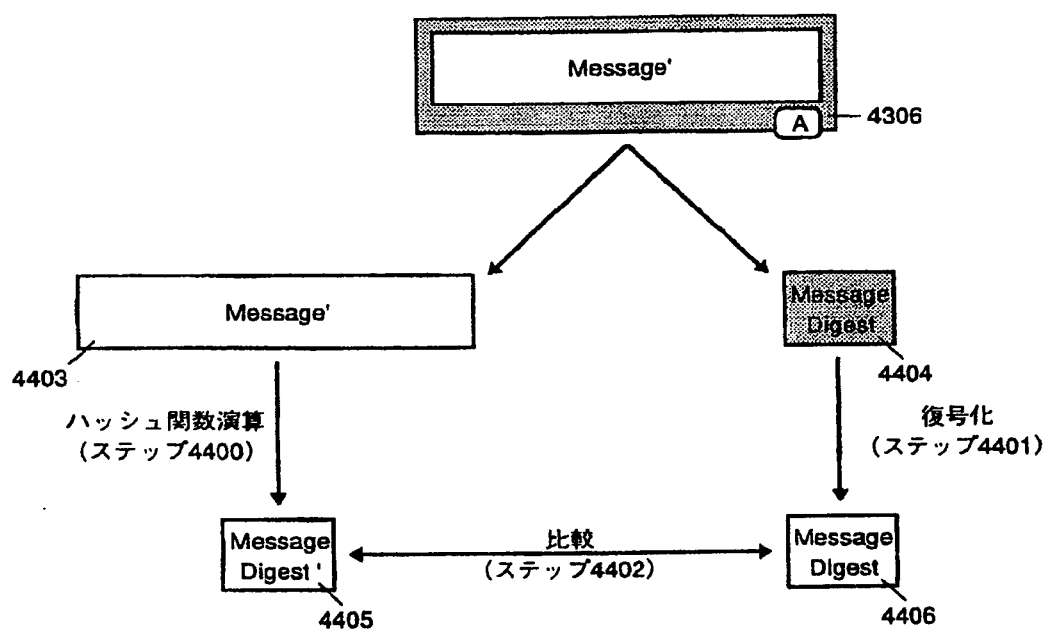 Message'
A
4306
Message'
Message
Digest
4403
4404
ハッシュ関数演算
(ステップ4400)
復号化
(ステップ4401)
Message
Digest'
比較
(ステップ4402)
Message
Digest
4405
4406